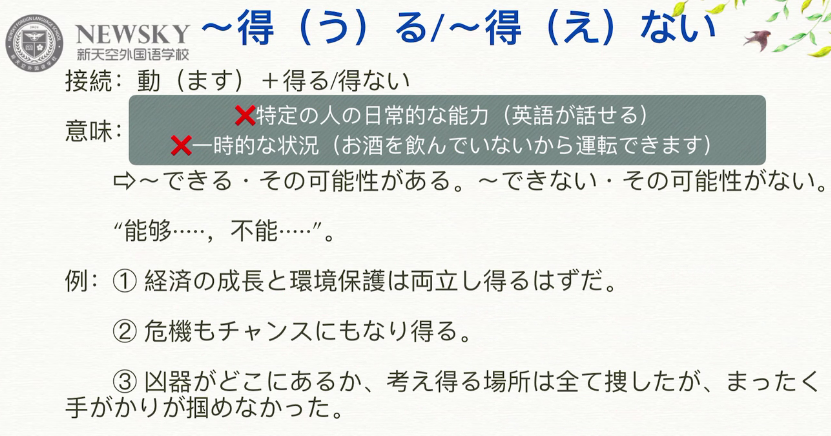 NEWSKY
新天空外国语学校
～得（う）る/～得（え）ない
接続：動（ます）＋得る/得ない
意味：
❌特定の人の日常的な能力（英語が話せる）
❌一時的な状況（お酒を飲んでいないから運転できます）
⇨～できる・その可能性がある。～できない・その可能性がない。
“能够……，不能……”。
例：① 経済の成長と環境保護は両立し得るはずだ。
② 危機もチャンスにもなり得る。
③ 凶器がどこにあるか、考え得る場所は全て捜したが、まったく
手がかりが掴めなかった。